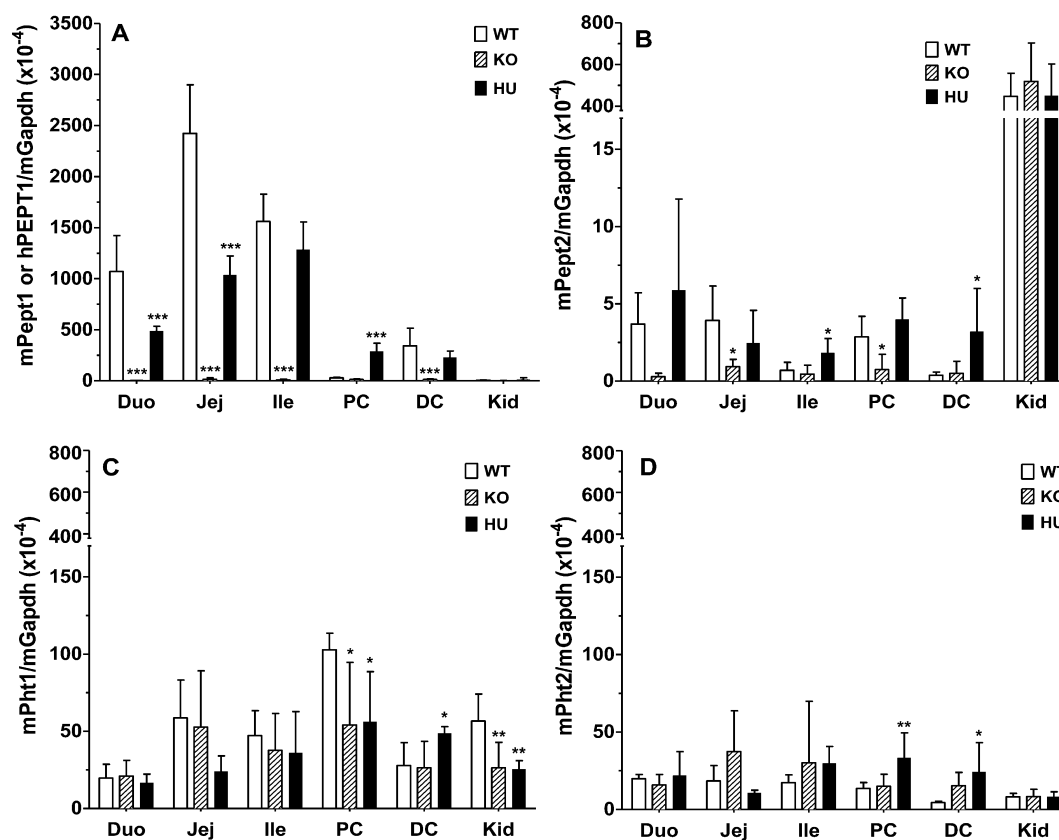 A
WT
KO
HU
mPept1 or hPEPT1/mGapdh (x10⁻⁴)
3500
3000
2500
2000
1500
1000
500
0
*** *** *** *** *** *** ***
Duo Jej Ile PC DC Kid
B
WT
KO
HU
mPept2/mGapdh (x10⁻⁴)
800
600
400
15
10
5
0
* * * *
Duo Jej Ile PC DC Kid
C
WT
KO
HU
mPht1/mGapdh (x10⁻⁴)
800
600
400
150
100
50
0
* * * ** **
Duo Jej Ile PC DC Kid
D
WT
KO
HU
mPht2/mGapdh (x10⁻⁴)
800
600
400
150
100
50
0
** *
Duo Jej Ile PC DC Kid